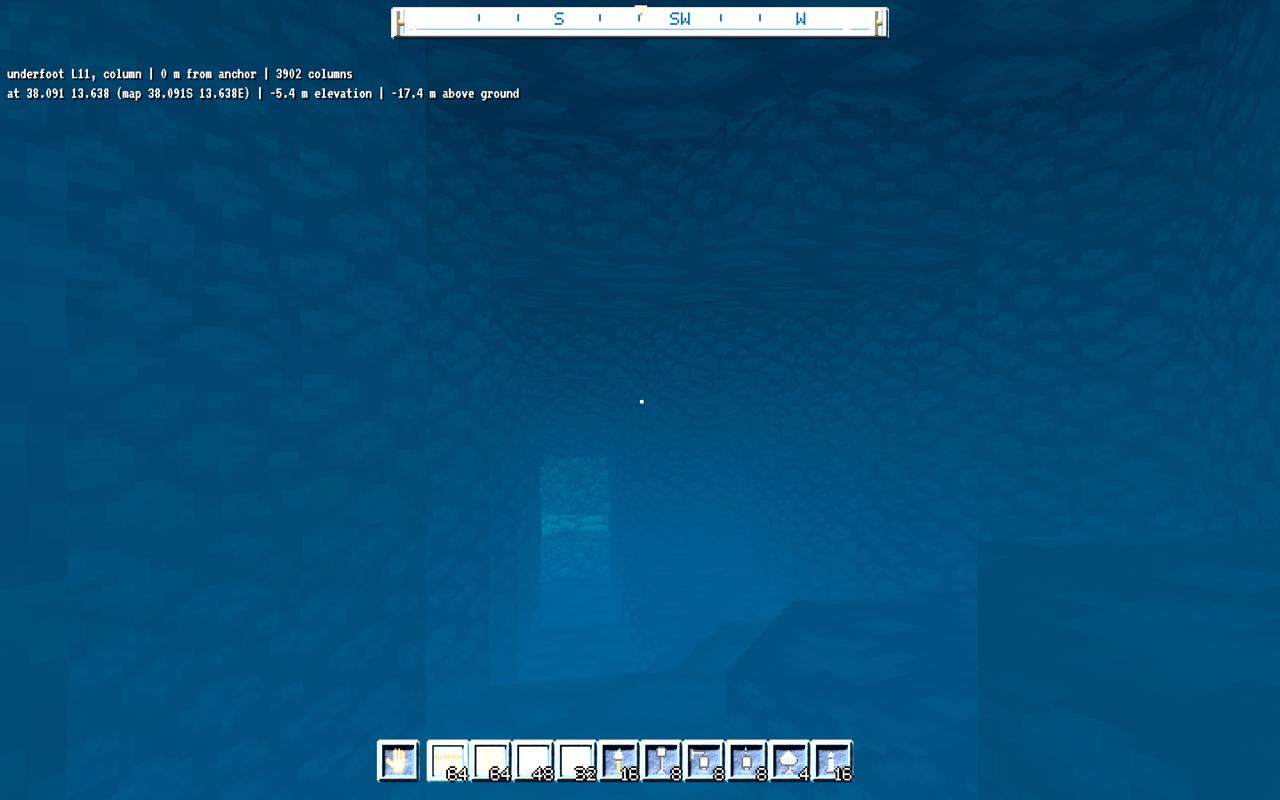 S SW W
underfoot L11, column | 0 m from anchor | 3902 columns
at 38.091 13.638 (map 38.091S 13.638E) | -5.4 m elevation | -17.4 m above ground
64 64 48 32 16 8 8 8 4 16